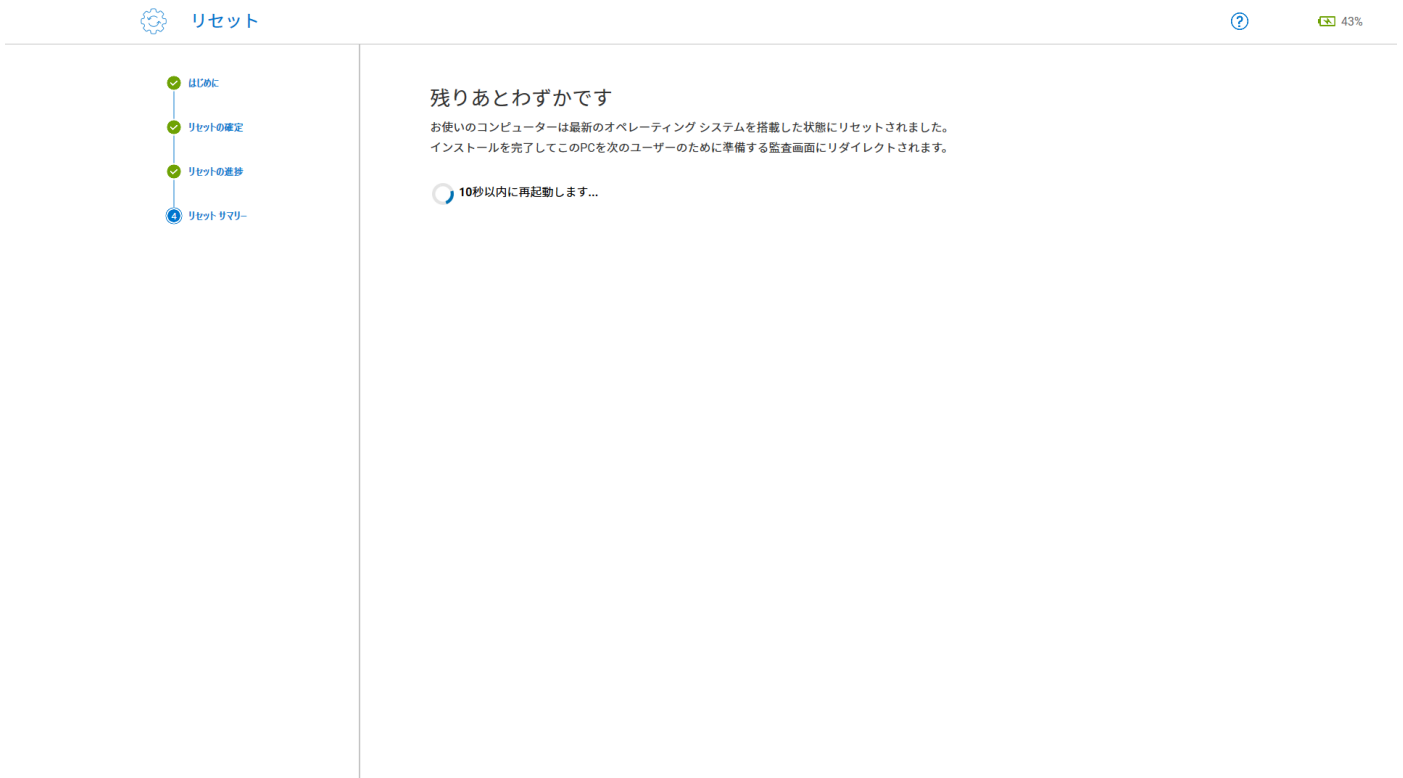 リセット
43%
はじめに
リセットの確定
リセットの進捗
4 リセット サマリー
残りあとわずかです
お使いのコンピューターは最新のオペレーティング システムを搭載した状態にリセットされました。
インストールを完了してこのPCを次のユーザーのために準備する監査画面にリダイレクトされます。
10秒以内に再起動します...